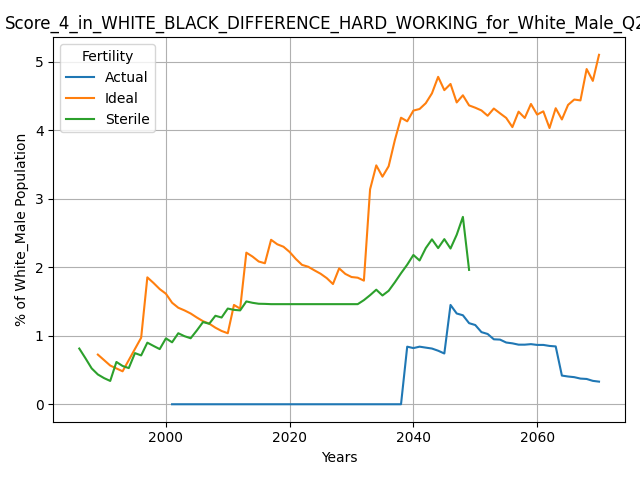 Score_4_in_WHITE_BLACK_DIFFERENCE_HARD_WORKING_for_White_Male_Q2
Fertility
Actual
Ideal
Sterile
% of White_Male Population
5
4
3
2
1
0
2000 2020 2040 2060
Years